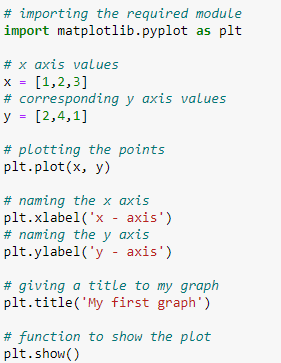 # importing the required module
import matplotlib.pyplot as plt
# x axis values
x = [1,2,3]
# corresponding y axis values
y = [2,4,1]
# plotting the points
plt.plot(x, y)
# naming the x axis
plt.xlabel('x - axis')
# naming the y axis
plt.ylabel('y - axis')
# giving a title to my graph
plt.title('My first graph')
# function to show the plot
plt.show()